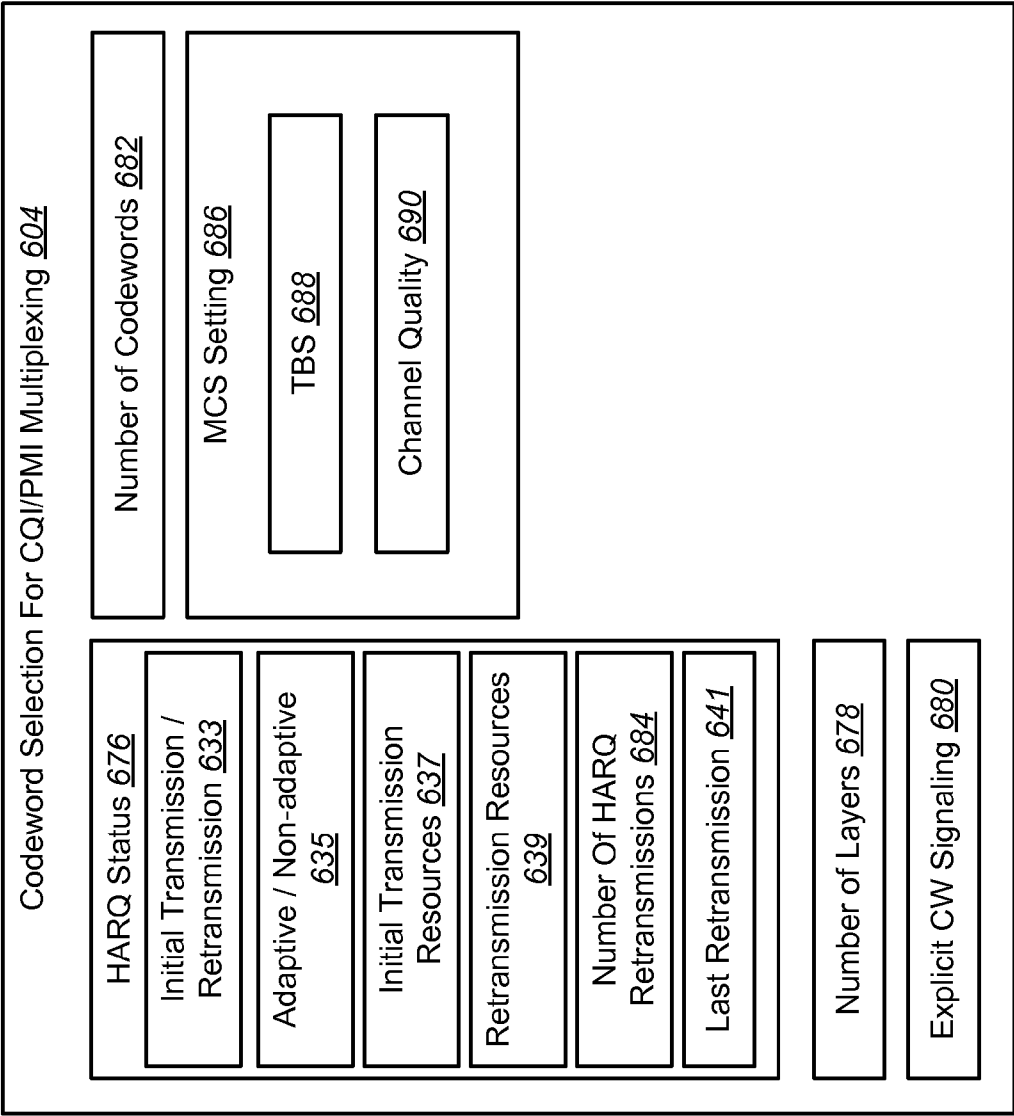 Codeword Selection For CQI/PMI Multiplexing 604
HARQ Status 676
Initial Transmission /
Retransmission 633
Adaptive / Non-adaptive
635
Initial Transmission
Resources 637
Retransmission Resources
639
Number Of HARQ
Retransmissions 684
Last Retransmission 641
Number of Layers 678
Explicit CW Signaling 680
Number of Codewords 682
MCS Setting 686
TBS 688
Channel Quality 690